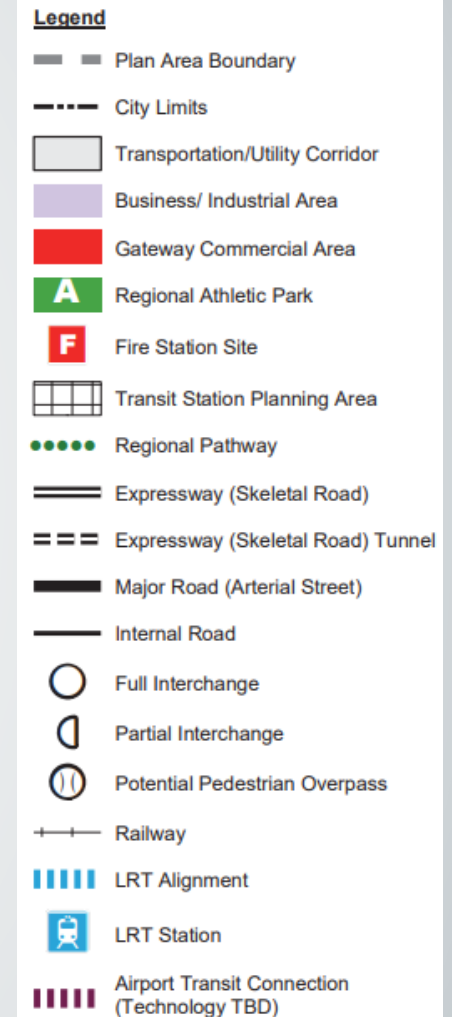 Legend
Plan Area Boundary
City Limits
Transportation/Utility Corridor
Business/ Industrial Area
Gateway Commercial Area
A Regional Athletic Park
F Fire Station Site
Transit Station Planning Area
Regional Pathway
Expressway (Skeletal Road)
Expressway (Skeletal Road) Tunnel
Major Road (Arterial Street)
Internal Road
Full Interchange
Partial Interchange
Potential Pedestrian Overpass
Railway
LRT Alignment
LRT Station
Airport Transit Connection
(Technology TBD)